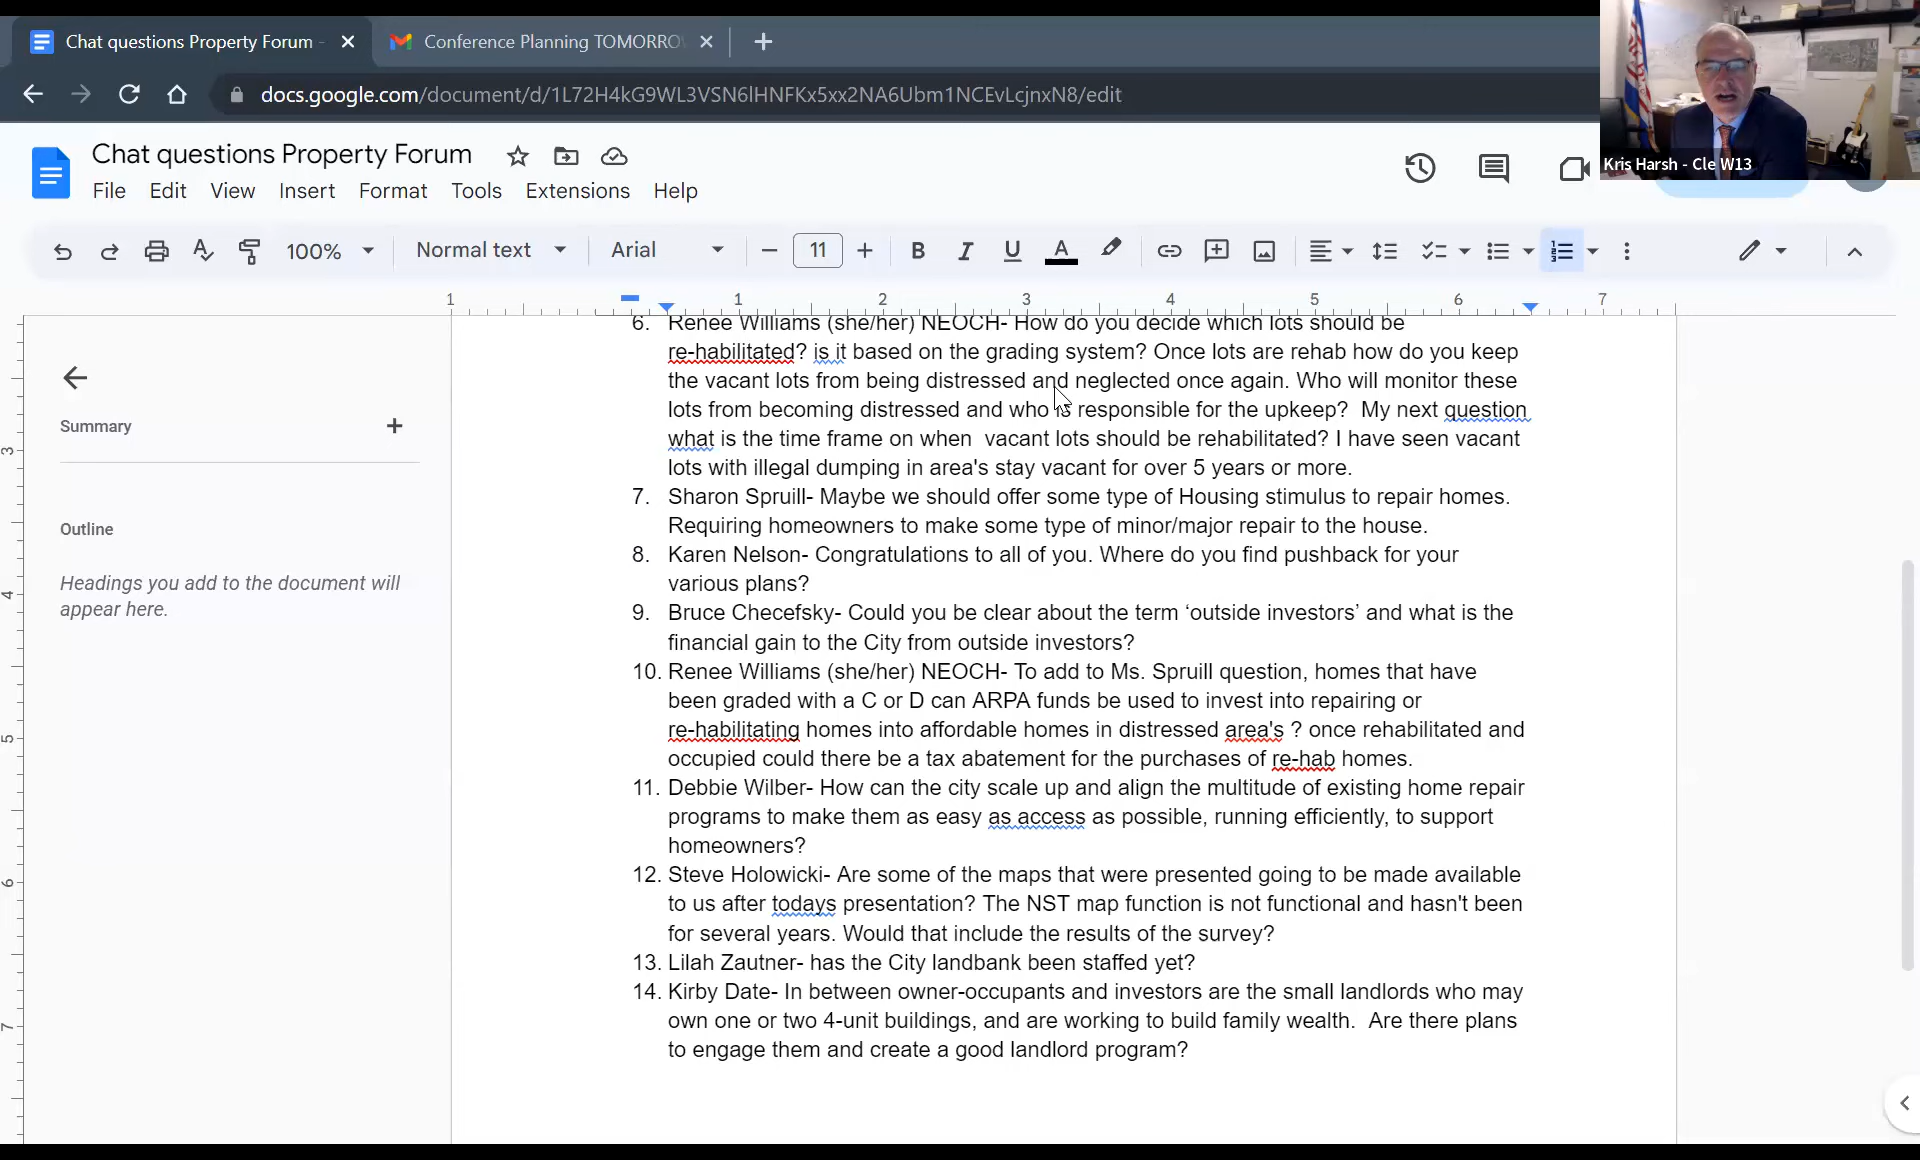 Chat questions Property Forum -
Conference Planning TOMORRO
docs.google.com/document/d/1L72H4kG9WL3VSN6lHNFKx5xx2NA6Ubm1NCEvLcjnxN8/edit
Kris Harsh - Cle W13
Chat questions Property Forum
File Edit View Insert Format Tools Extensions Help
100% Normal text Arial 11 B I U A
1 1 2 3 4 5 6 7
Summary
Outline
Headings you add to the document will
appear here.
3
4
5
6
7
6. Renee Williams (she/her) NEOCH- How do you decide which lots should be
re-habilitated? is it based on the grading system? Once lots are rehab how do you keep
the vacant lots from being distressed and neglected once again. Who will monitor these
lots from becoming distressed and who is responsible for the upkeep?  My next question
what is the time frame on when  vacant lots should be rehabilitated? I have seen vacant
lots with illegal dumping in area's stay vacant for over 5 years or more.
7. Sharon Spruill- Maybe we should offer some type of Housing stimulus to repair homes.
Requiring homeowners to make some type of minor/major repair to the house.
8. Karen Nelson- Congratulations to all of you. Where do you find pushback for your
various plans?
9. Bruce Checefsky- Could you be clear about the term ‘outside investors’ and what is the
financial gain to the City from outside investors?
10. Renee Williams (she/her) NEOCH- To add to Ms. Spruill question, homes that have
been graded with a C or D can ARPA funds be used to invest into repairing or
re-habilitating homes into affordable homes in distressed area's ? once rehabilitated and
occupied could there be a tax abatement for the purchases of re-hab homes.
11. Debbie Wilber- How can the city scale up and align the multitude of existing home repair
programs to make them as easy as access as possible, running efficiently, to support
homeowners?
12. Steve Holowicki- Are some of the maps that were presented going to be made available
to us after todays presentation? The NST map function is not functional and hasn't been
for several years. Would that include the results of the survey?
13. Lilah Zautner- has the City landbank been staffed yet?
14. Kirby Date- In between owner-occupants and investors are the small landlords who may
own one or two 4-unit buildings, and are working to build family wealth.  Are there plans
to engage them and create a good landlord program?